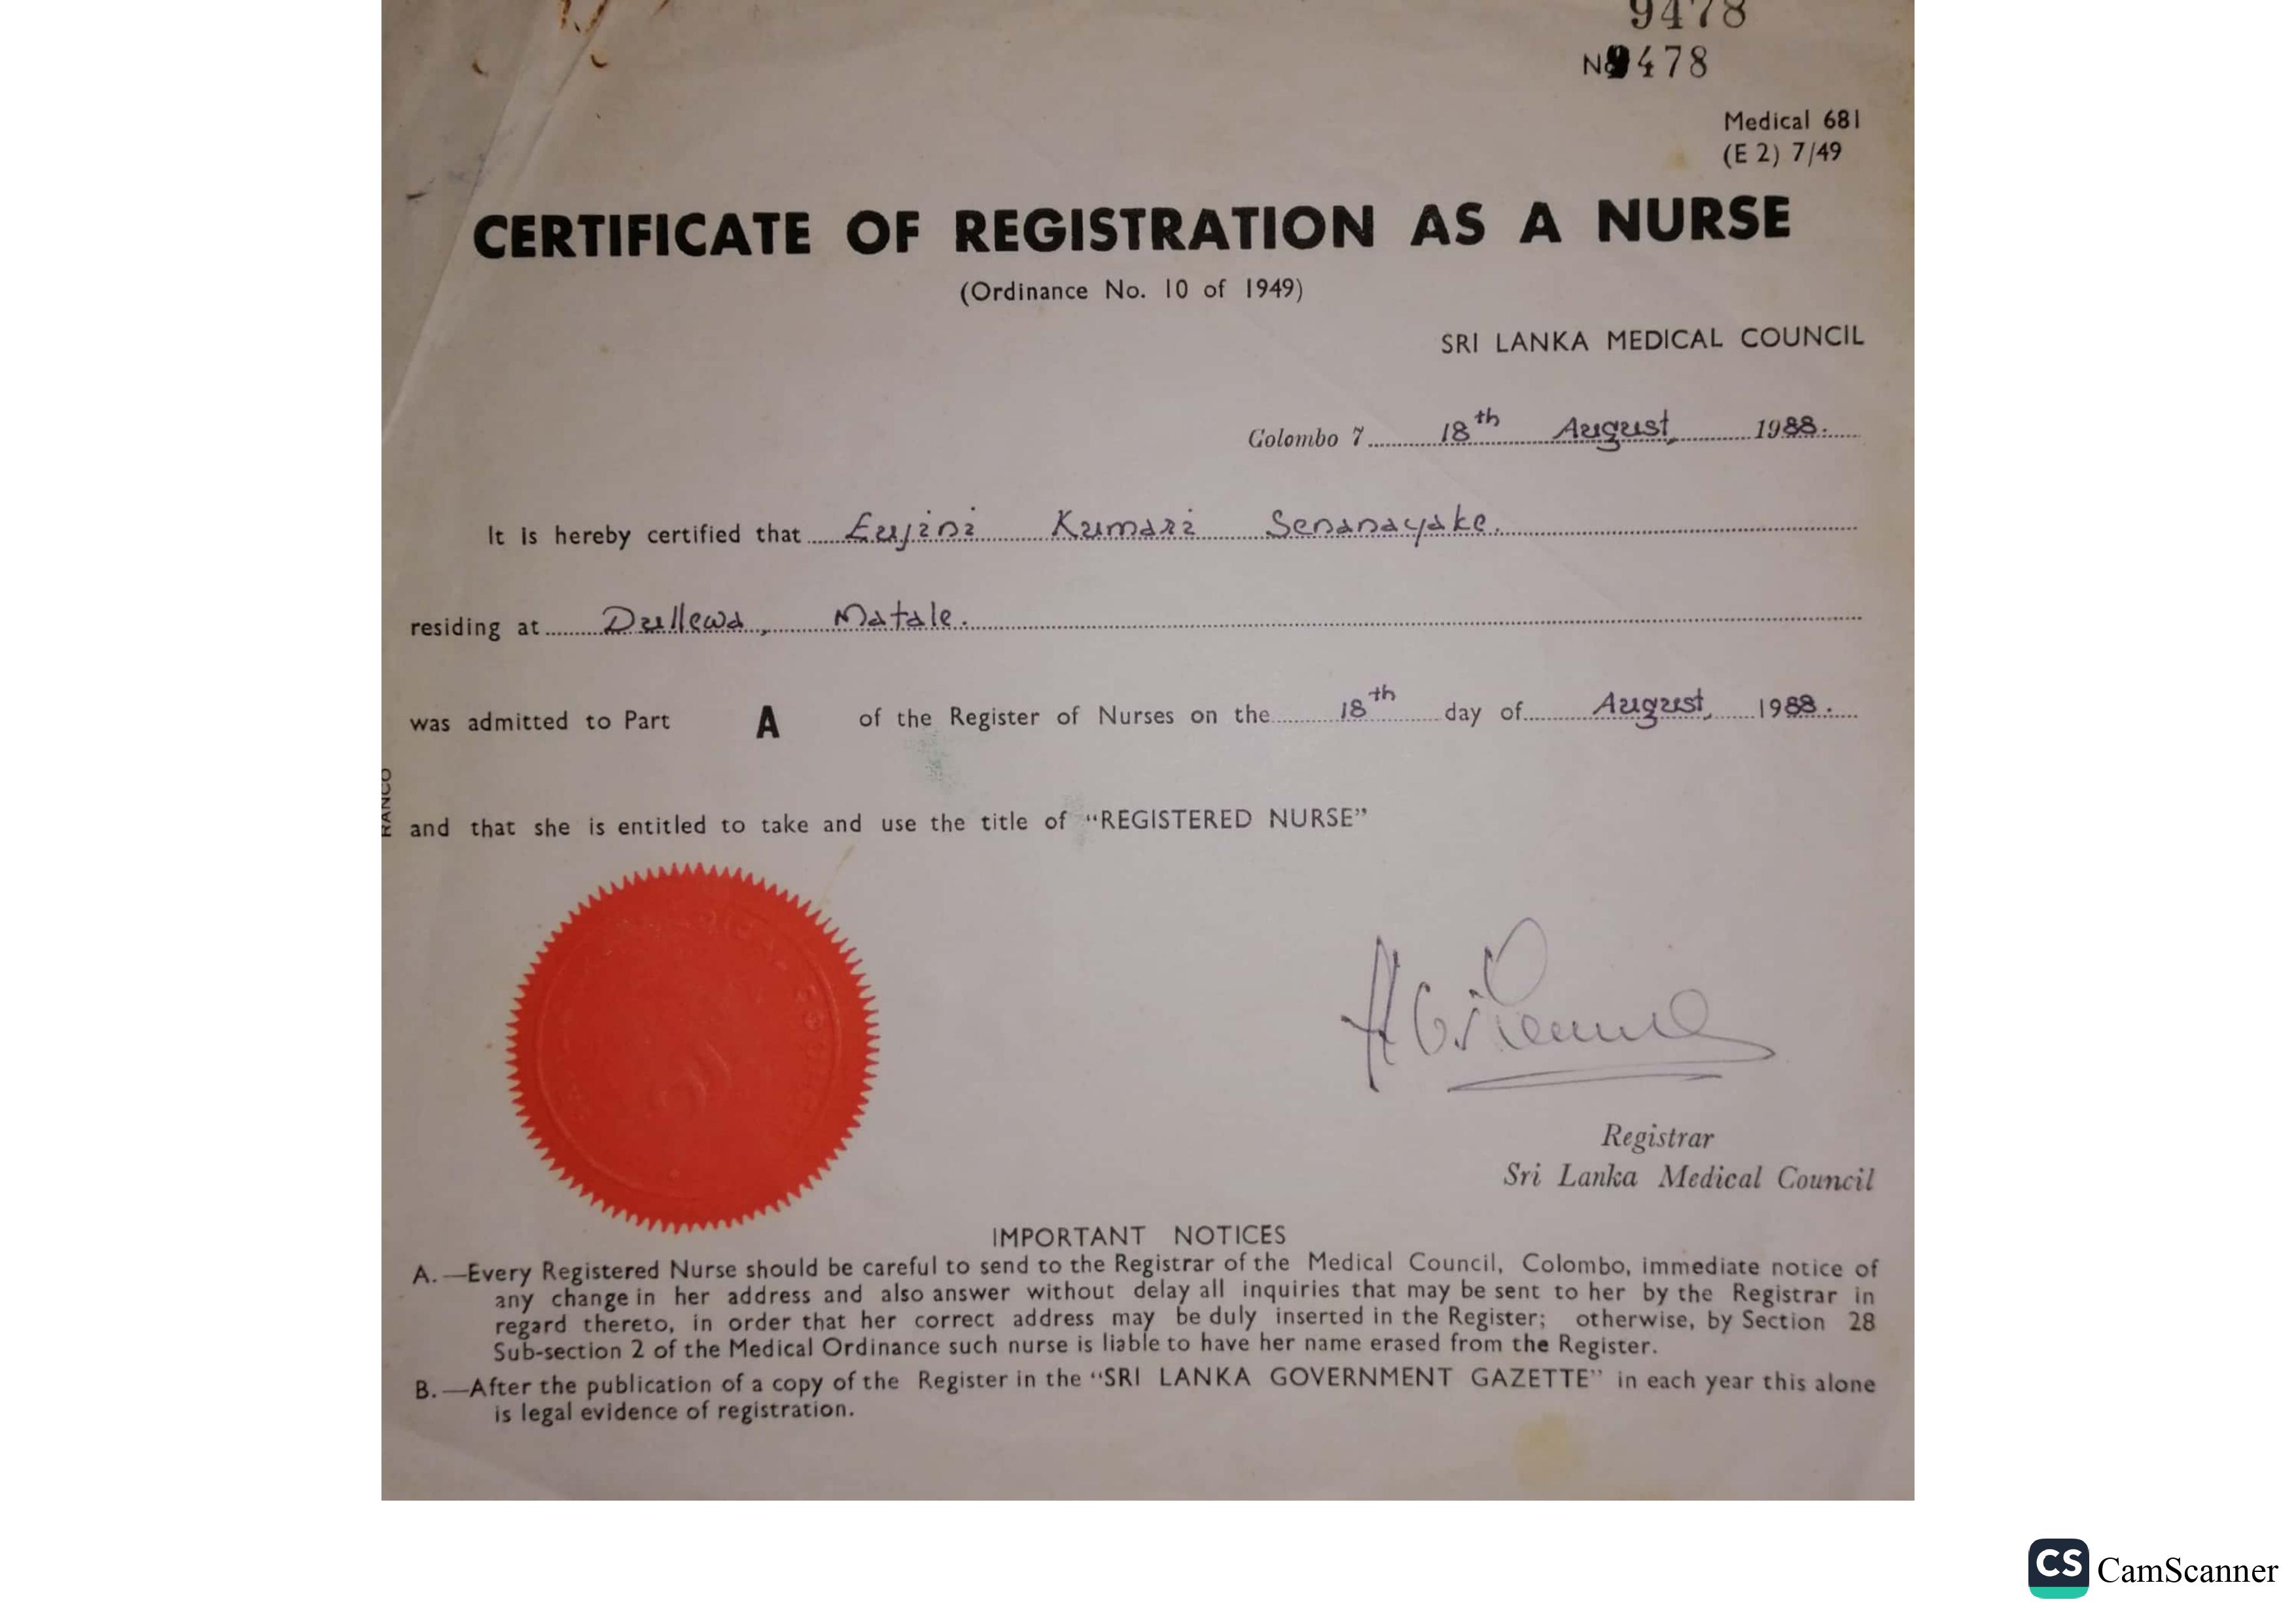 9478
No 9478
Medical 681
(E 2) 7/49
CERTIFICATE OF REGISTRATION AS A NURSE
(Ordinance No. 10 of 1949)
SRI LANKA MEDICAL COUNCIL
Colombo 7 18th August, 1988.
It is hereby certified that Eujini Kumari Senanayake.
residing at Dullewa, Matale.
was admitted to Part A of the Register of Nurses on the 18th day of August, 1988.
RANCO
and that she is entitled to take and use the title of “REGISTERED NURSE”
Registrar
Sri Lanka Medical Council
IMPORTANT NOTICES
A.—Every Registered Nurse should be careful to send to the Registrar of the Medical Council, Colombo, immediate notice of
any change in her address and also answer without delay all inquiries that may be sent to her by the Registrar in
regard thereto, in order that her correct address may be duly inserted in the Register; otherwise, by Section 28
Sub-section 2 of the Medical Ordinance such nurse is liable to have her name erased from the Register.
B.—After the publication of a copy of the Register in the “SRI LANKA GOVERNMENT GAZETTE” in each year this alone
is legal evidence of registration.
CS CamScanner